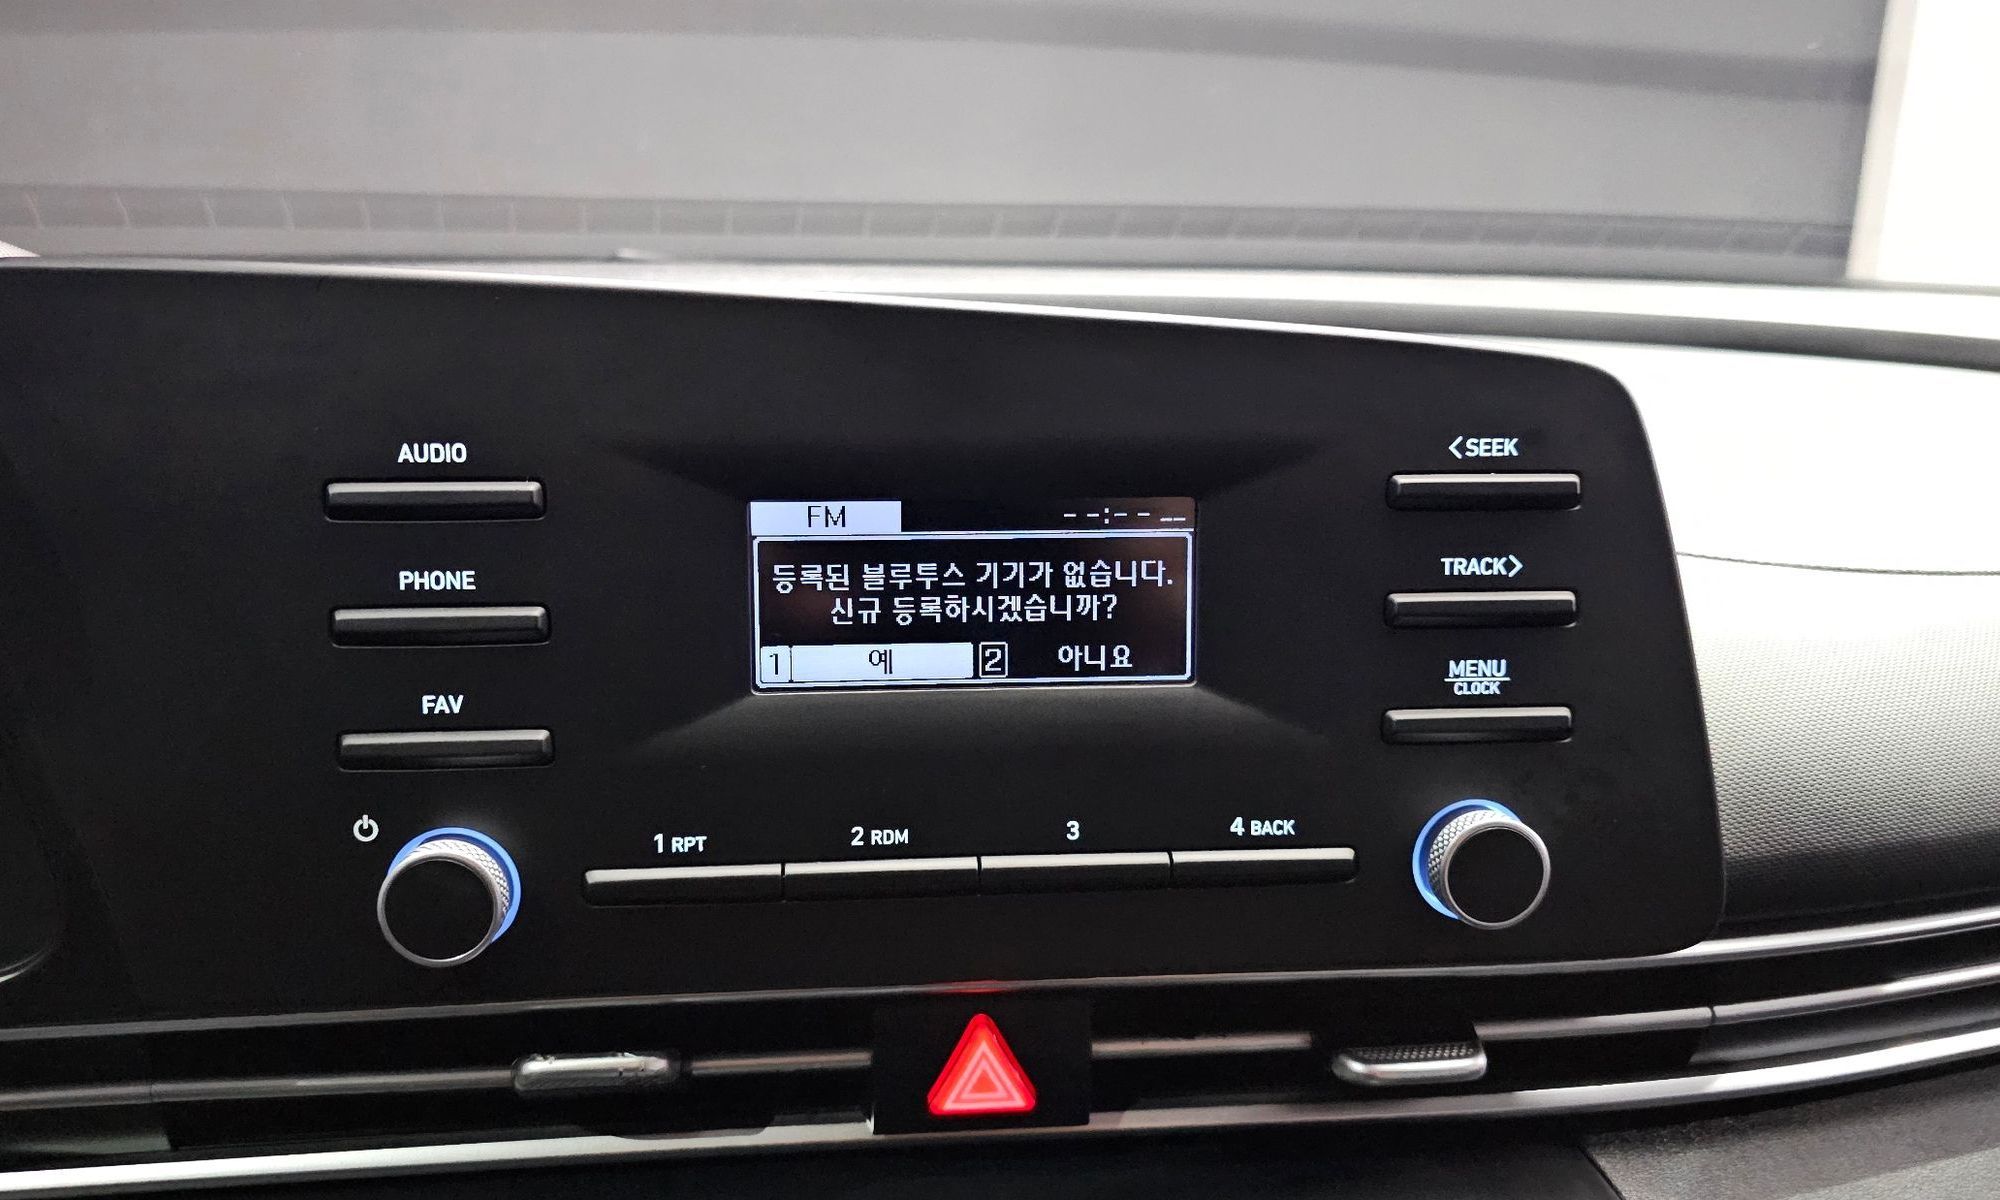 AUDIO
PHONE
FAV
FM
--:-- __
등록된 블루투스 기기가 없습니다.
신규 등록하시겠습니까?
1 예 2 아니요
<SEEK
TRACK>
MENU
CLOCK
1 RPT
2 RDM
3
4 BACK